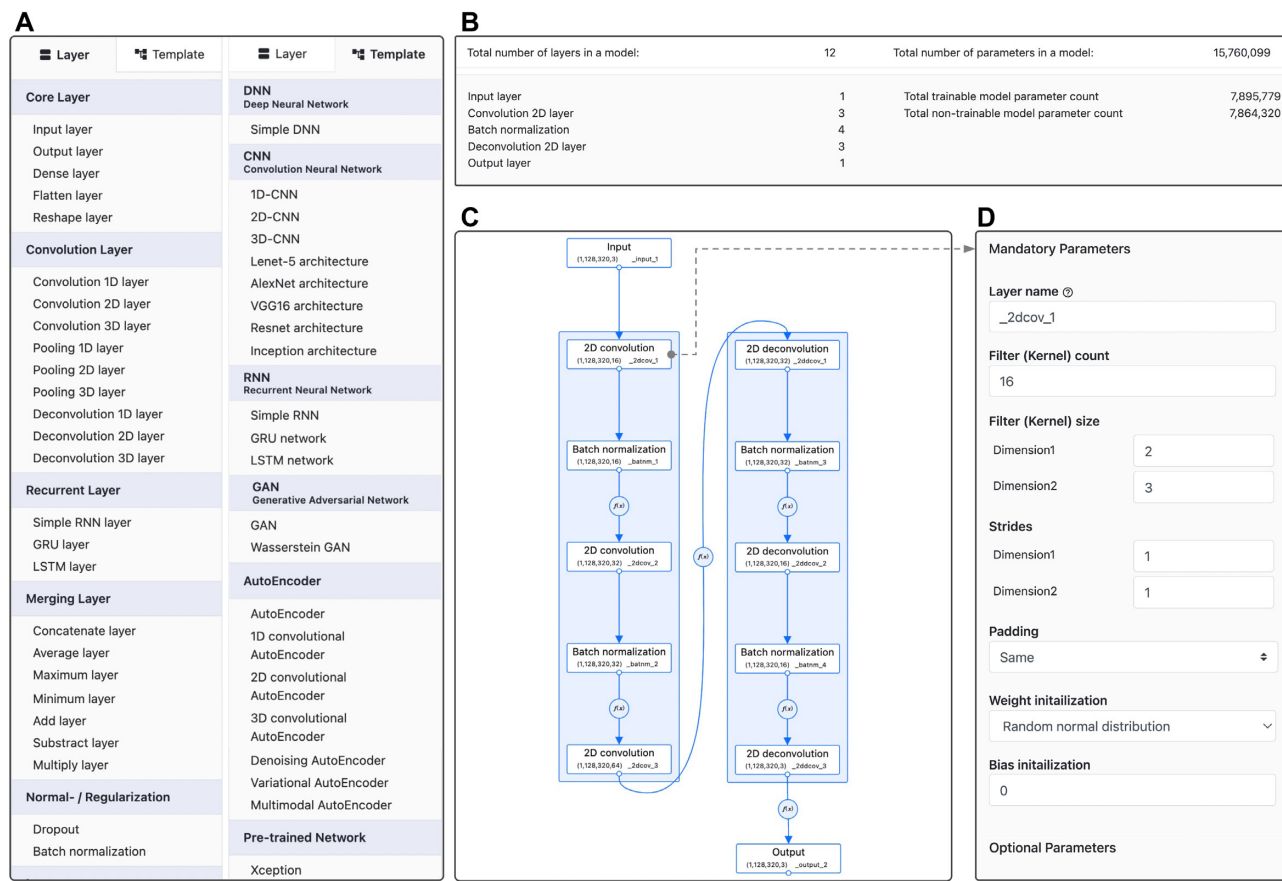 A
Layer
Template
Core Layer
Input layer
Output layer
Dense layer
Flatten layer
Reshape layer
Convolution Layer
Convolution 1D layer
Convolution 2D layer
Convolution 3D layer
Pooling 1D layer
Pooling 2D layer
Pooling 3D layer
Deconvolution 1D layer
Deconvolution 2D layer
Deconvolution 3D layer
Recurrent Layer
Simple RNN layer
GRU layer
LSTM layer
Merging Layer
Concatenate layer
Average layer
Maximum layer
Minimum layer
Add layer
Substract layer
Multiply layer
Normal- / Regularization
Dropout
Batch normalization
Layer
Template
DNN
Deep Neural Network
Simple DNN
CNN
Convolution Neural Network
1D-CNN
2D-CNN
3D-CNN
Lenet-5 architecture
AlexNet architecture
VGG16 architecture
Resnet architecture
Inception architecture
RNN
Recurrent Neural Network
Simple RNN
GRU network
LSTM network
GAN
Generative Adversarial Network
GAN
Wasserstein GAN
AutoEncoder
AutoEncoder
1D convolutional
AutoEncoder
2D convolutional
AutoEncoder
3D convolutional
AutoEncoder
Denoising AutoEncoder
Variational AutoEncoder
Multimodal AutoEncoder
Pre-trained Network
Xception
B
Total number of layers in a model: 12 Total number of parameters in a model: 15,760,099
Input layer 1 Total trainable model parameter count 7,895,779
Convolution 2D layer 3 Total non-trainable model parameter count 7,864,320
Batch normalization 4
Deconvolution 2D layer 3
Output layer 1
C
Input
(1,128,320,3) _input_1
2D convolution
(1,128,320,16) _2dcov_1
Batch normalization
(1,128,320,16) _batnm_1
f(x)
2D convolution
(1,128,320,32) _2dcov_2
Batch normalization
(1,128,320,32) _batnm_2
f(x)
2D convolution
(1,128,320,64) _2dcov_3
f(x)
2D deconvolution
(1,128,320,32) _2ddcov_1
Batch normalization
(1,128,320,32) _batnm_3
f(x)
2D deconvolution
(1,128,320,16) _2ddcov_2
Batch normalization
(1,128,320,16) _batnm_4
f(x)
2D deconvolution
(1,128,320,3) _2ddcov_3
f(x)
Output
(1,128,320,3) _output_2
D
Mandatory Parameters
Layer name ?
_2dcov_1
Filter (Kernel) count
16
Filter (Kernel) size
Dimension1 2
Dimension2 3
Strides
Dimension1 1
Dimension2 1
Padding
Same
Weight initailization
Random normal distribution
Bias initailization
0
Optional Parameters